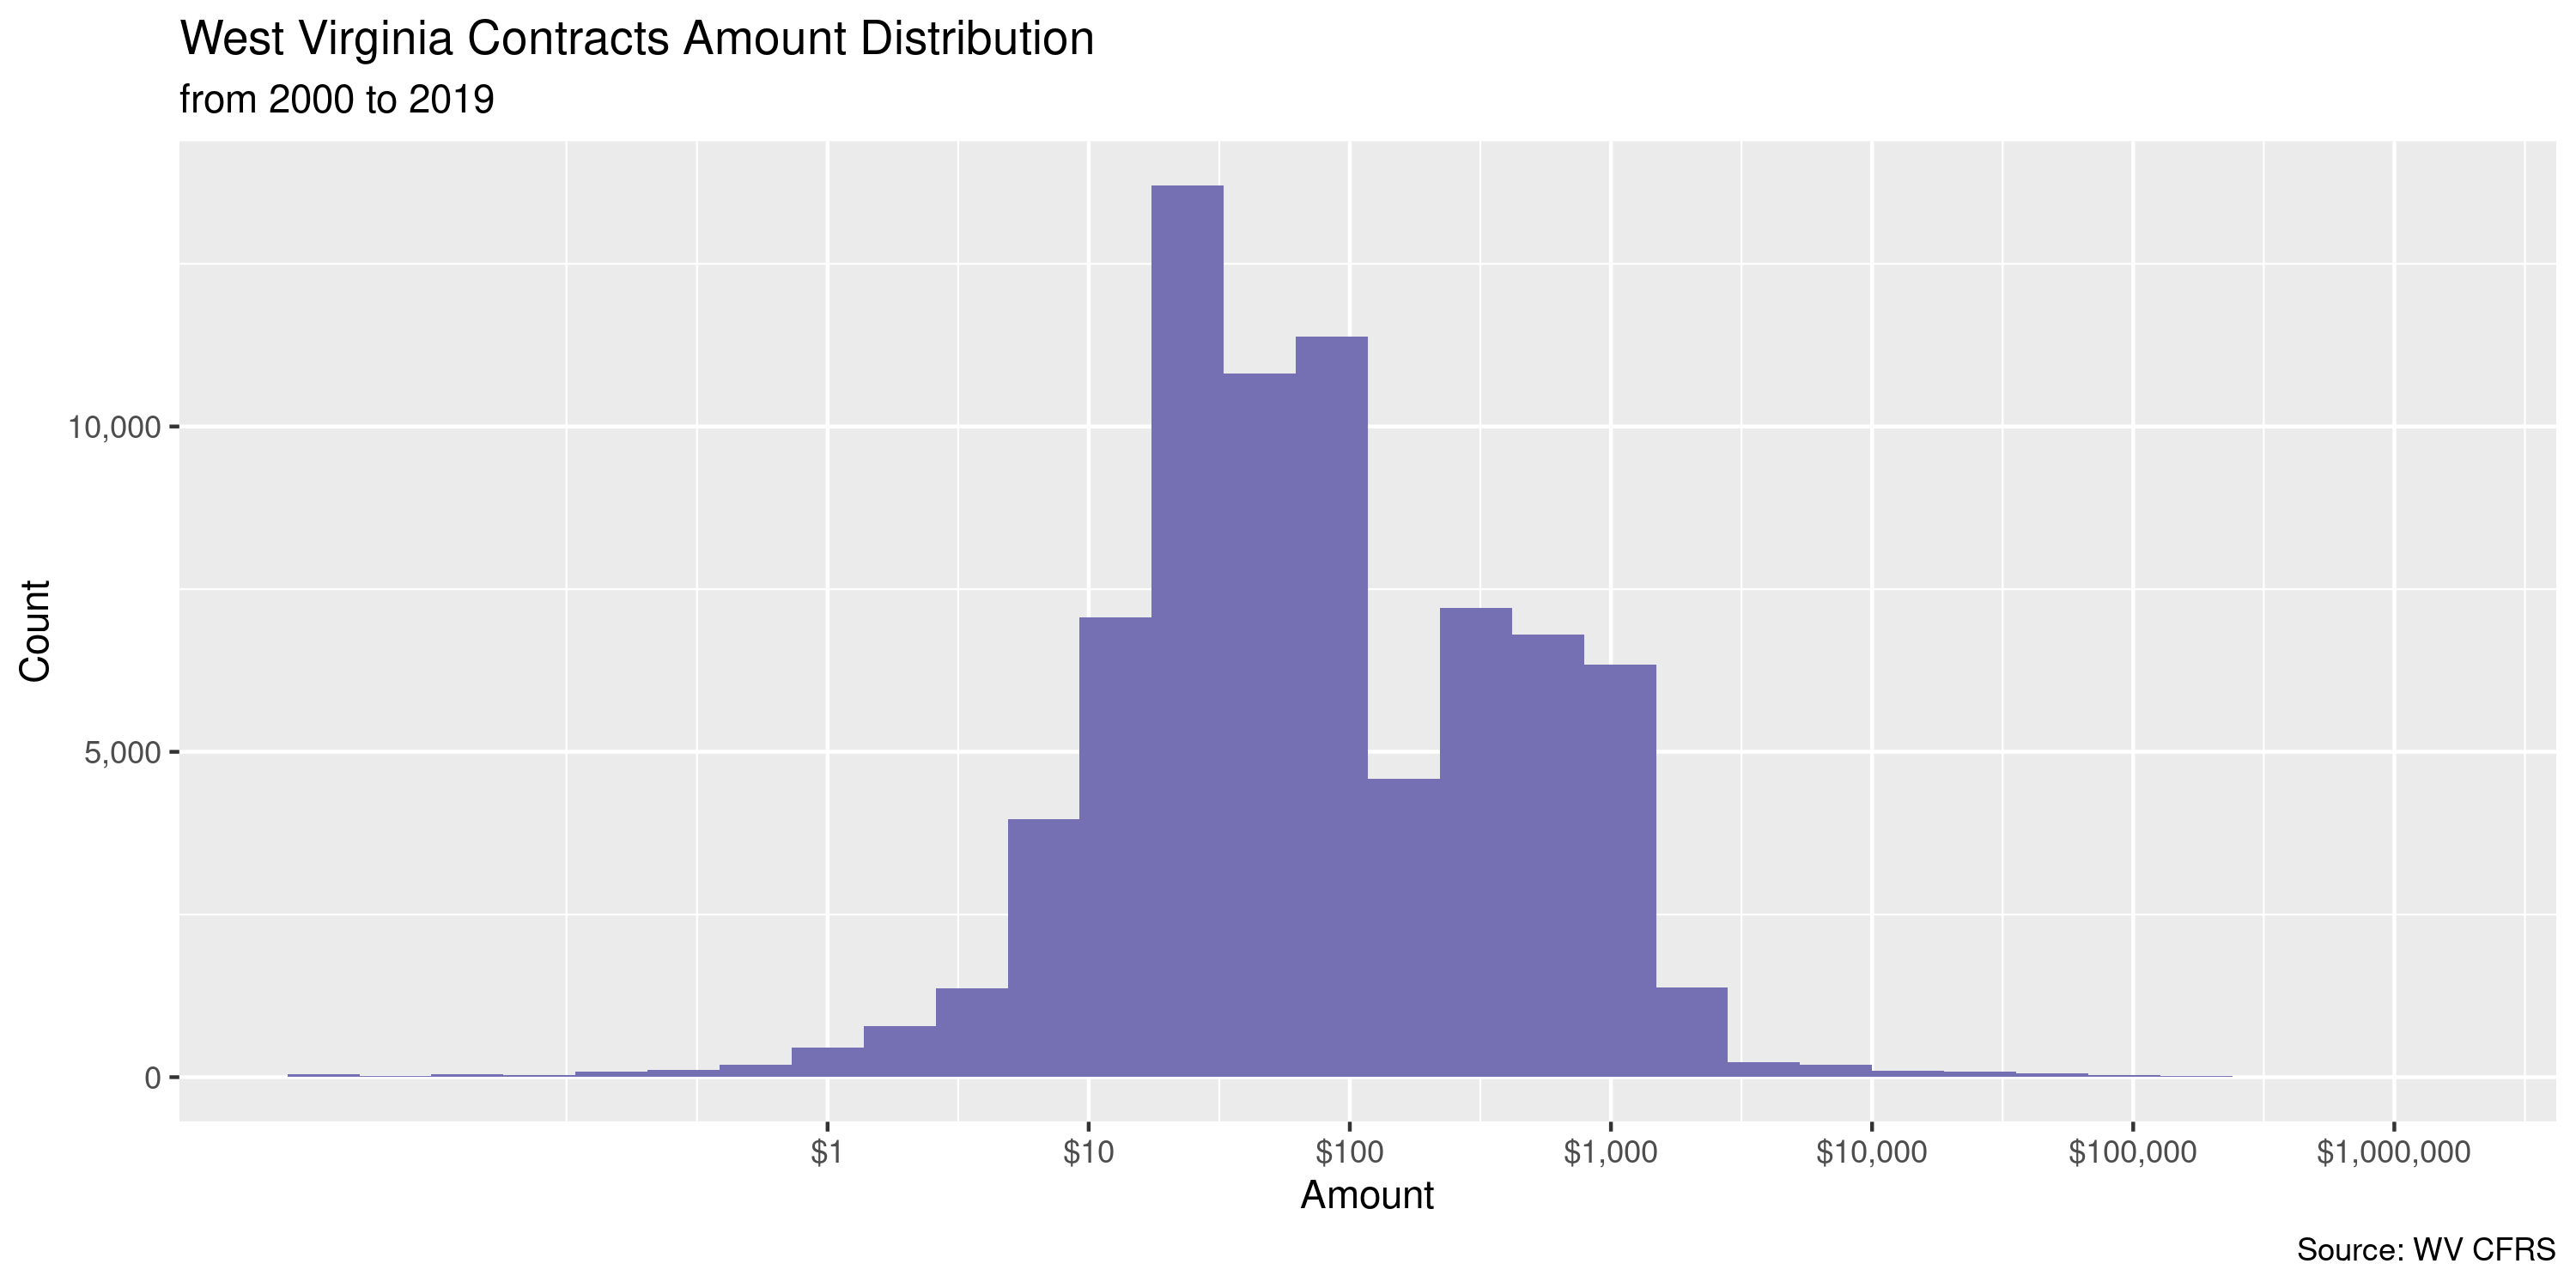 West Virginia Contracts Amount Distribution
from 2000 to 2019
Count
10,000
5,000
0
$1 $10 $100 $1,000 $10,000 $100,000 $1,000,000
Amount
Source: WV CFRS